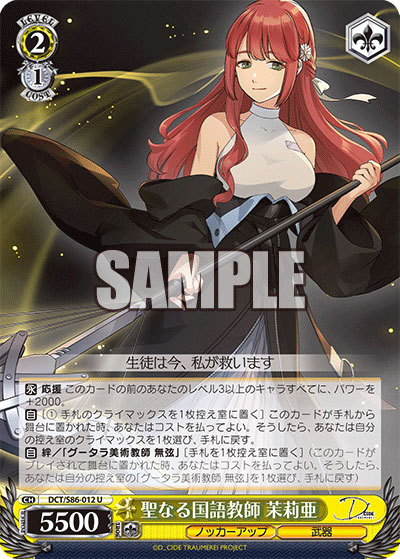 LEVEL
2
1
COST
SAMPLE
生徒は今、私が救います
永 応援 このカードの前のあなたのレベル3以上のキャラすべてに、パワーを
+2000。
自 [① 手札のクライマックスを1枚控え室に置く] このカードが手札から
舞台に置かれた時、あなたはコストを払ってよい。そうしたら、あなたは自分
の控え室のクライマックスを1枚選び、手札に戻す。
自 絆/「グータラ美術教師 無弦」 [手札を1枚控え室に置く] (このカードが
プレイされて舞台に置かれた時、あなたはコストを払ってよい。そうしたら、あなたは自分
の控え室の「グータラ美術教師 無弦」を1枚選び、手札に戻す)
CH DCT/S86-012 U
聖なる国語教師 茉莉亜
5500
ノッカーアップ 武器
©D_CIDE TRAUMEREI PROJECT